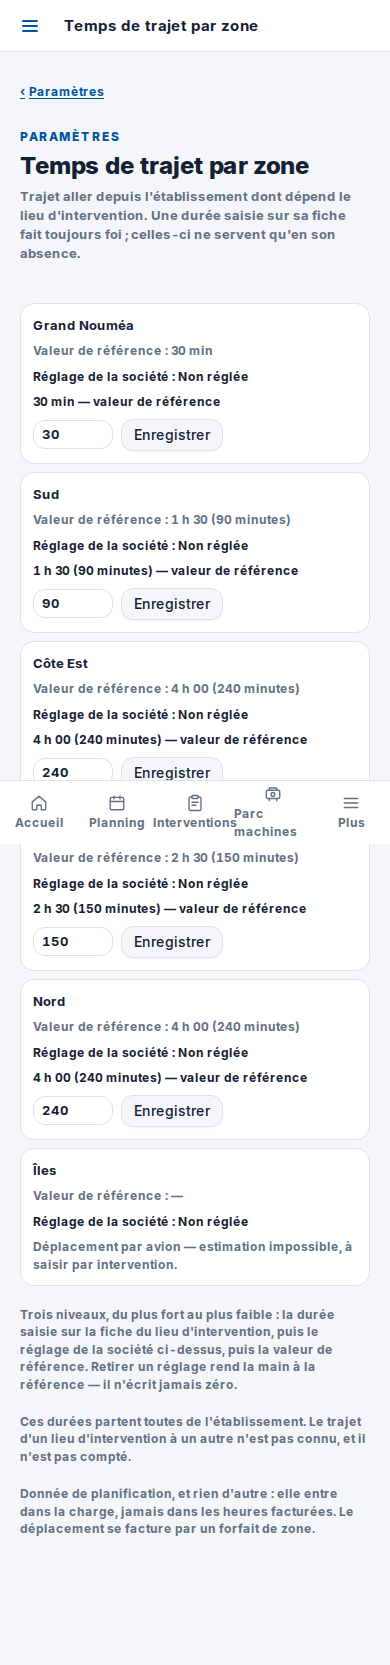 Temps de trajet par zone
‹ Paramètres
PARAMÈTRES
Temps de trajet par zone
Trajet aller depuis l'établissement dont dépend le
lieu d'intervention. Une durée saisie sur sa fiche
fait toujours foi ; celles-ci ne servent qu'en son
absence.
Grand Nouméa
Valeur de référence : 30 min
Réglage de la société : Non réglée
30 min — valeur de référence
30 Enregistrer
Sud
Valeur de référence : 1 h 30 (90 minutes)
Réglage de la société : Non réglée
1 h 30 (90 minutes) — valeur de référence
90 Enregistrer
Côte Est
Valeur de référence : 4 h 00 (240 minutes)
Réglage de la société : Non réglée
4 h 00 (240 minutes) — valeur de référence
240 Enregistrer
Accueil Planning Interventions Parc machines Plus
Valeur de référence : 2 h 30 (150 minutes)
Réglage de la société : Non réglée
2 h 30 (150 minutes) — valeur de référence
150 Enregistrer
Nord
Valeur de référence : 4 h 00 (240 minutes)
Réglage de la société : Non réglée
4 h 00 (240 minutes) — valeur de référence
240 Enregistrer
Îles
Valeur de référence : —
Réglage de la société : Non réglée
Déplacement par avion — estimation impossible, à
saisir par intervention.
Trois niveaux, du plus fort au plus faible : la durée
saisie sur la fiche du lieu d'intervention, puis le
réglage de la société ci-dessus, puis la valeur de
référence. Retirer un réglage rend la main à la
référence — il n'écrit jamais zéro.
Ces durées partent toutes de l'établissement. Le trajet
d'un lieu d'intervention à un autre n'est pas connu, et il
n'est pas compté.
Donnée de planification, et rien d'autre : elle entre
dans la charge, jamais dans les heures facturées. Le
déplacement se facture par un forfait de zone.